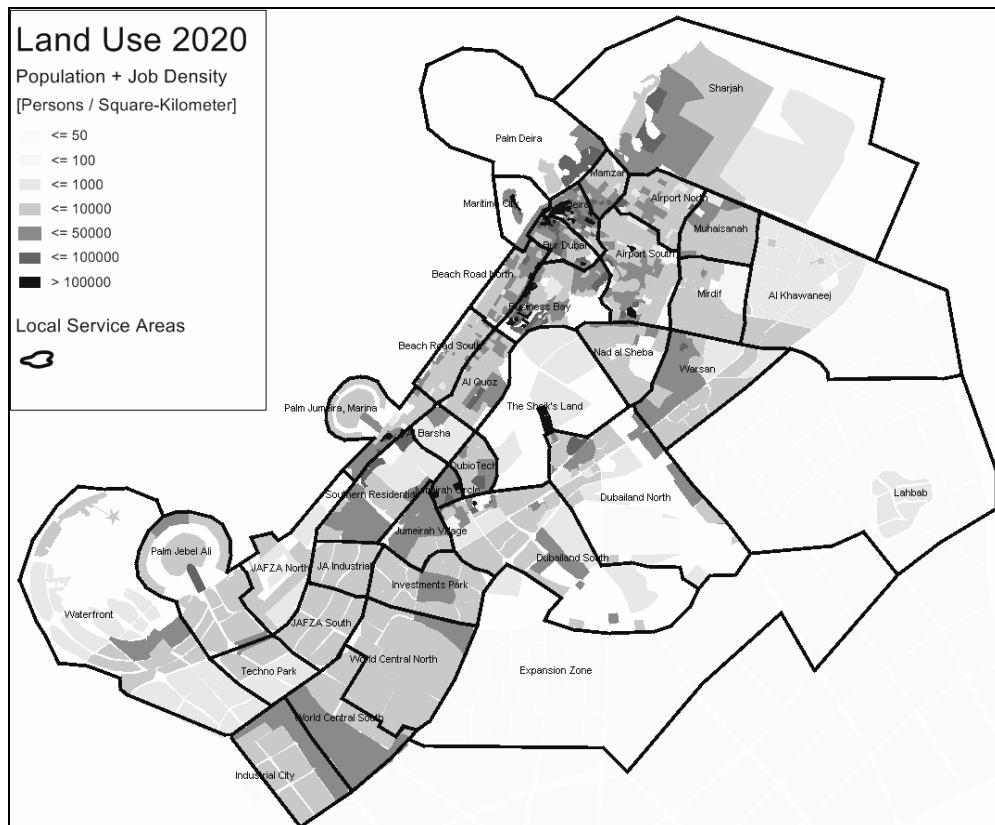 Land Use 2020
Population + Job Density
[Persons / Square-Kilometer]
<= 50
<= 100
<= 1000
<= 10000
<= 50000
<= 100000
> 100000
Local Service Areas
Sharjah
Palm Deira
Mamzar
Maritime City
Deira
Airport North
Muhaisanah
Bur Dubai
Airport South
Beach Road North
Mirdif
Al Khawaneej
Business Bay
Beach Road South
Nad al Sheba
Warsan
Al Quoz
Palm Jumeira, Marina
The Sheik's Land
Al Barsha
DubioTech
Southern Residential
Jumeirah Circle
Dubailand North
Lahbab
Jumeirah Village
Palm Jebel Ali
Dubailand South
JAFZA North
JA Industrial
Investments Park
Waterfront
JAFZA South
World Central North
Techno Park
Expansion Zone
World Central South
Industrial City